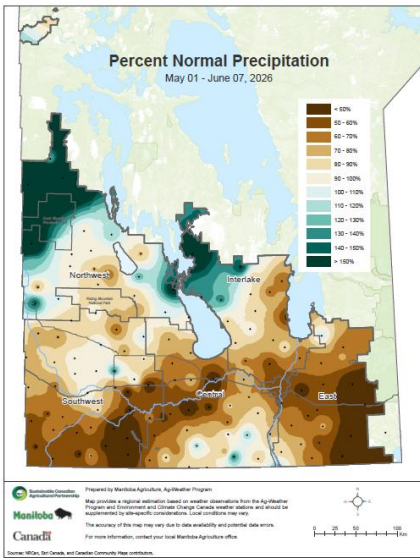 Percent Normal Precipitation
May 01 - June 07, 2026
< 50%
50 - 60%
60 - 70%
70 - 80%
80 - 90%
90 - 100%
100 - 110%
110 - 120%
120 - 130%
130 - 140%
140 - 150%
> 150%
Northwest
Interlake
Riding Mountain
National Park
Southwest
Central
East
Sustainable Canadian
Agricultural Partnership
Manitoba
Canada
Prepared by Manitoba Agriculture, Ag-Weather Program
Map provides a regional estimation based on weather observations from the Ag-Weather
Program and Environment and Climate Change Canada weather stations and should be
supplemented by site-specific considerations. Local conditions may vary.
The accuracy of this map may vary due to data availability and potential data errors.
For more information, contact your local Manitoba Agriculture office.
N
0 25 50 100
Km
Sources: NRCan, Esri Canada, and Canadian Community Maps contributors.